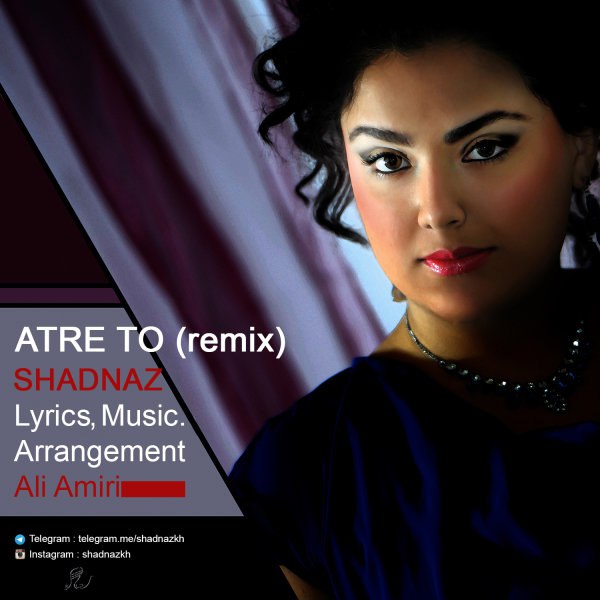 ATRE TO (remix)
SHADNAZ
Lyrics, Music.
Arrangement
Ali Amiri
Telegram : telegram.me/shadnazkh
Instagram : shadnazkh